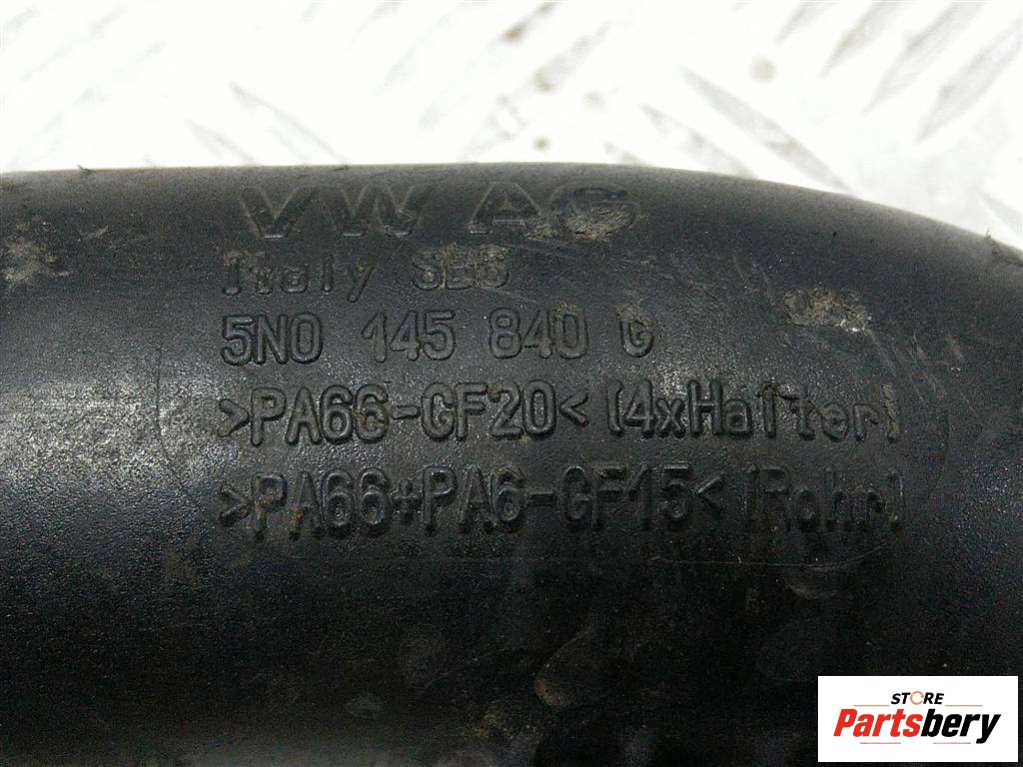 VW AG
Italy
5N0 145 840 G
>PA66-GF20< (4xHalter)
>PA66+PA6-GF15< (Rohr)
STORE
Partsbery